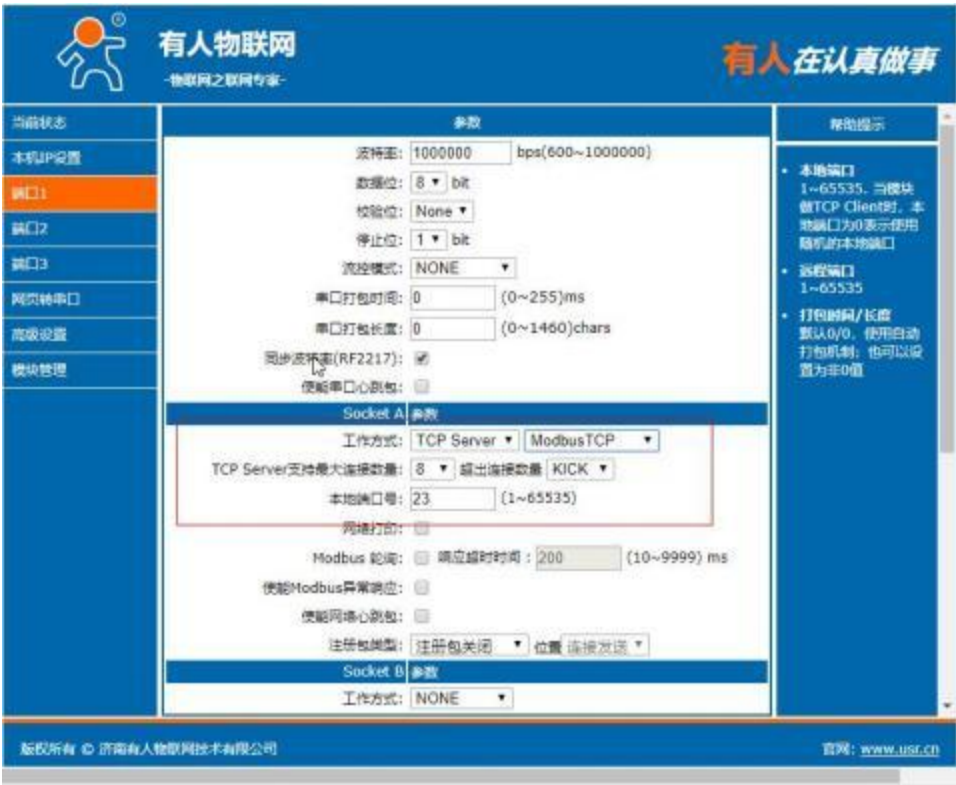 ®
有人物联网
-物联网之联网专家-
有人在认真做事
当前状态
本机IP设置
端口1
端口2
端口3
网页转串口
高级设置
模块管理
参数
波特率: 1000000 bps(600~1000000)
数据位: 8 bit
校验位: None
停止位: 1 bit
流控模式: NONE
串口打包时间: 0 (0~255)ms
串口打包长度: 0 (0~1460)chars
同步波特率(RF2217):
使能串口心跳包:
Socket A 参数
工作方式: TCP Server ModbusTCP
TCP Server支持最大连接数量: 8 超出连接数量 KICK
本地端口号: 23 (1~65535)
网络打印:
Modbus 轮询: 响应超时时间: 200 (10~9999) ms
使能Modbus异常响应:
使能网络心跳包:
注册包类型: 注册包关闭 位置 连接发送
Socket B 参数
工作方式: NONE
帮助提示
• 本地端口
1~65535. 当模块
做TCP Client时，本
地端口为0表示使用
随机的本地端口
• 远程端口
1~65535
• 打包时间/长度
默认0/0，使用自动
打包机制；也可以设
置为非0值
版权所有 © 济南有人物联网技术有限公司
官网: www.usr.cn